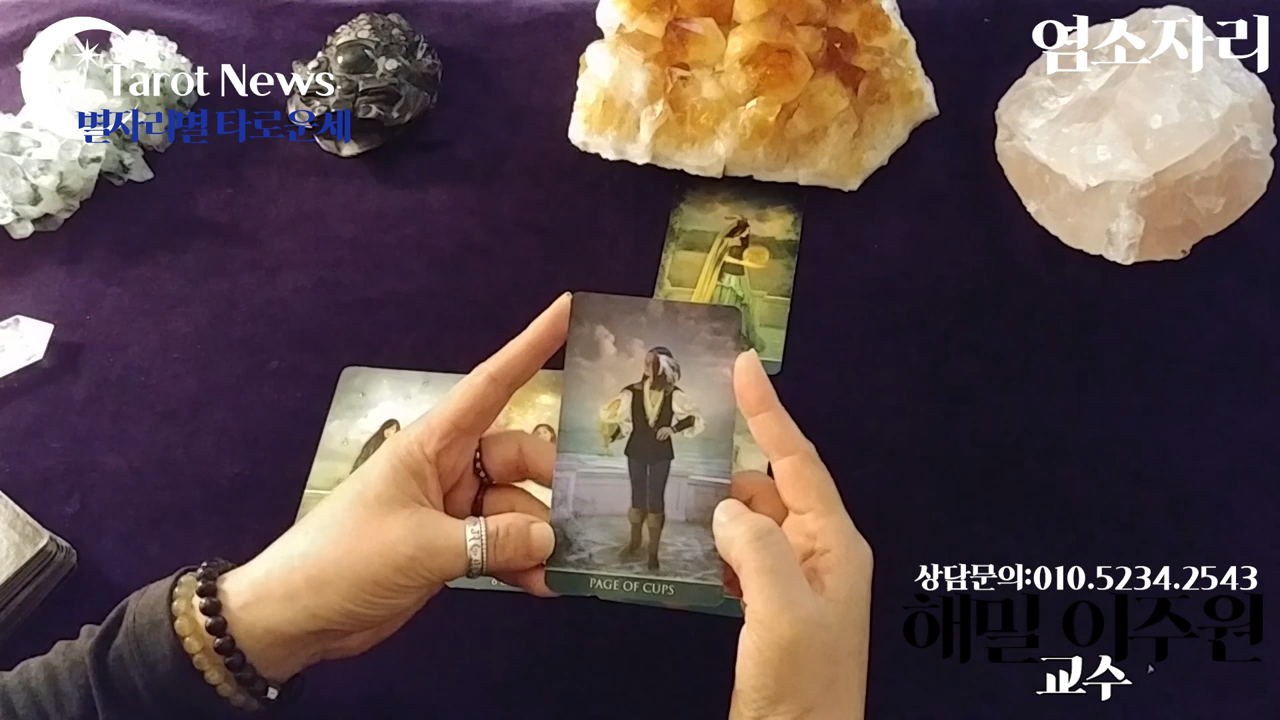 Tarot News
별자리별 타로운세
염소자리
PAGE OF CUPS
상담문의:010.5234.2543
해밀 이주원
교수